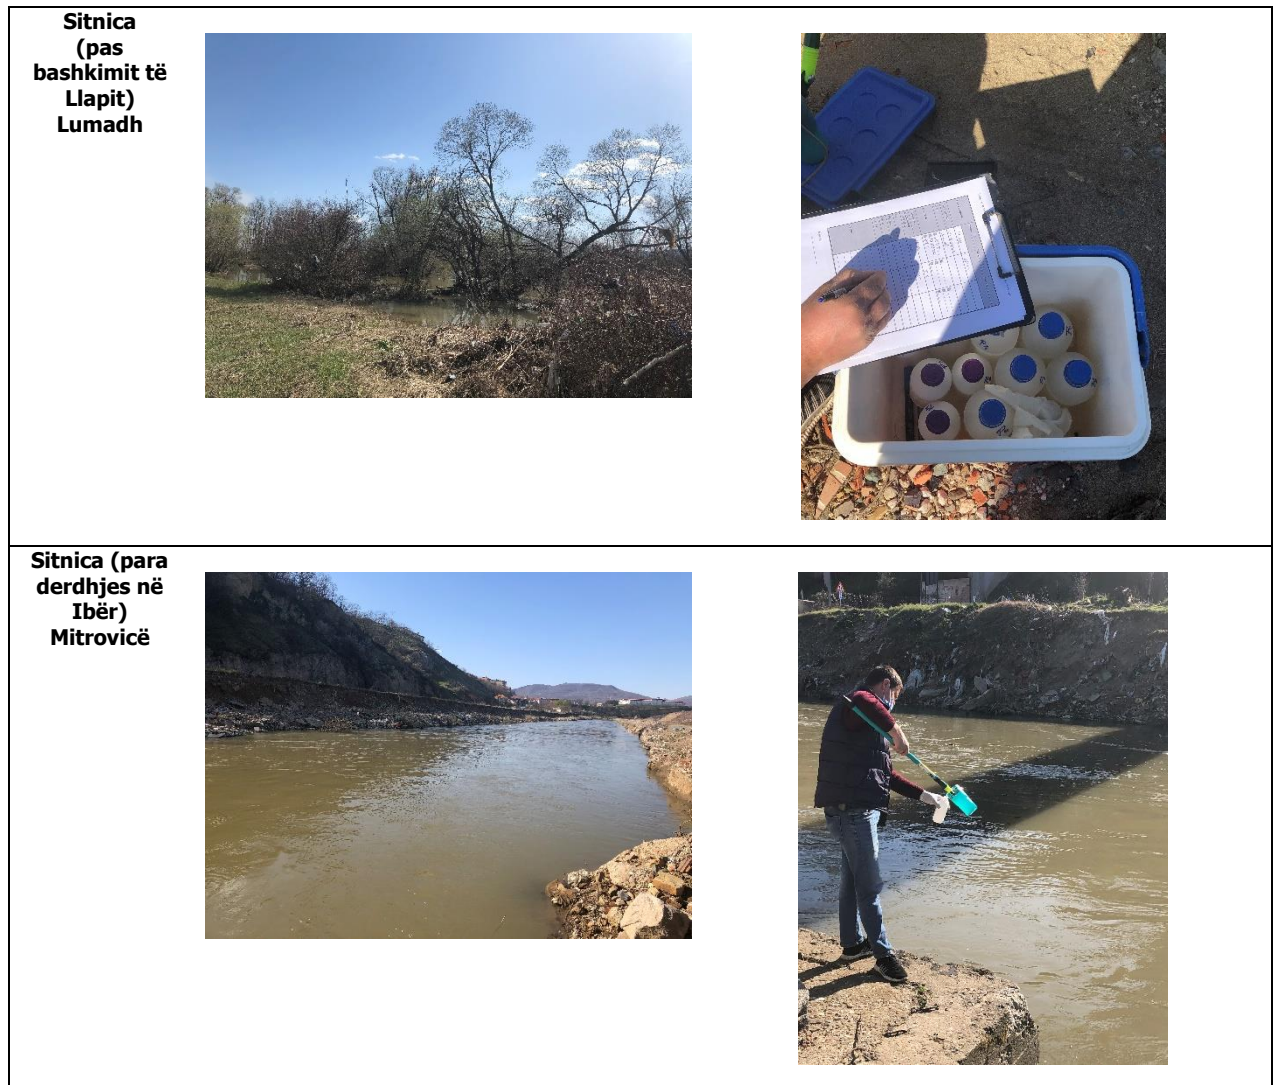 Sitnica
(pas
bashkimit të
Llapit)
Lumadh
Sitnica (para
derdhjes në
Ibër)
Mitrovicë